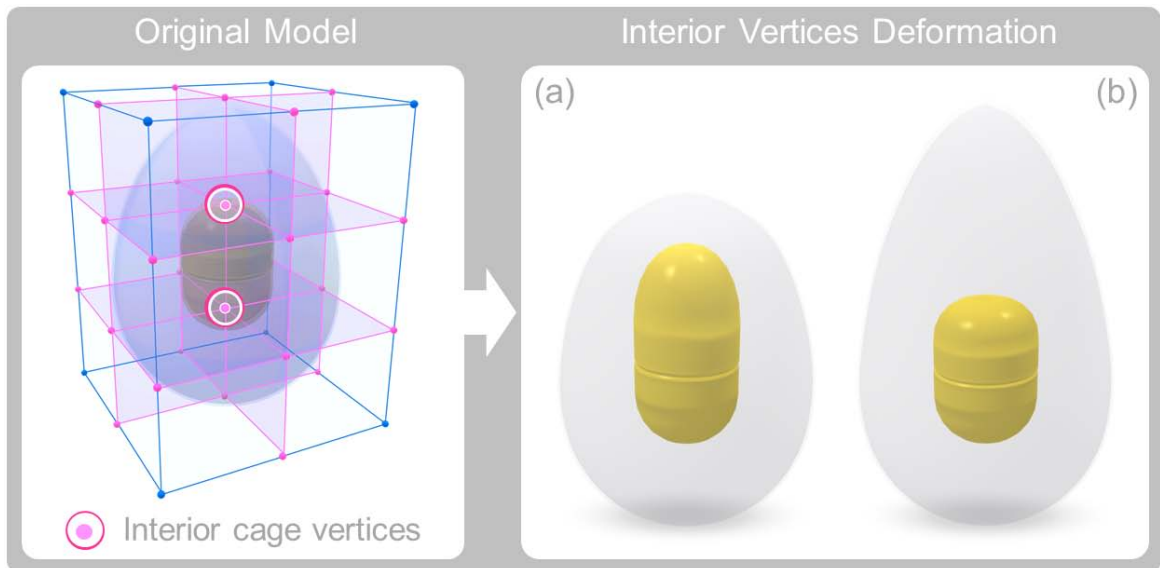 Original Model
Interior Vertices Deformation
(a)
(b)
Interior cage vertices